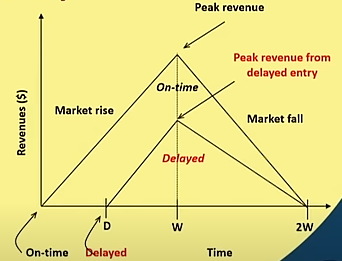 Peak revenue
Peak revenue from
delayed entry
On-time
Market rise
Market fall
Revenues ($)
Delayed
D
W
2W
On-time
Delayed
Time